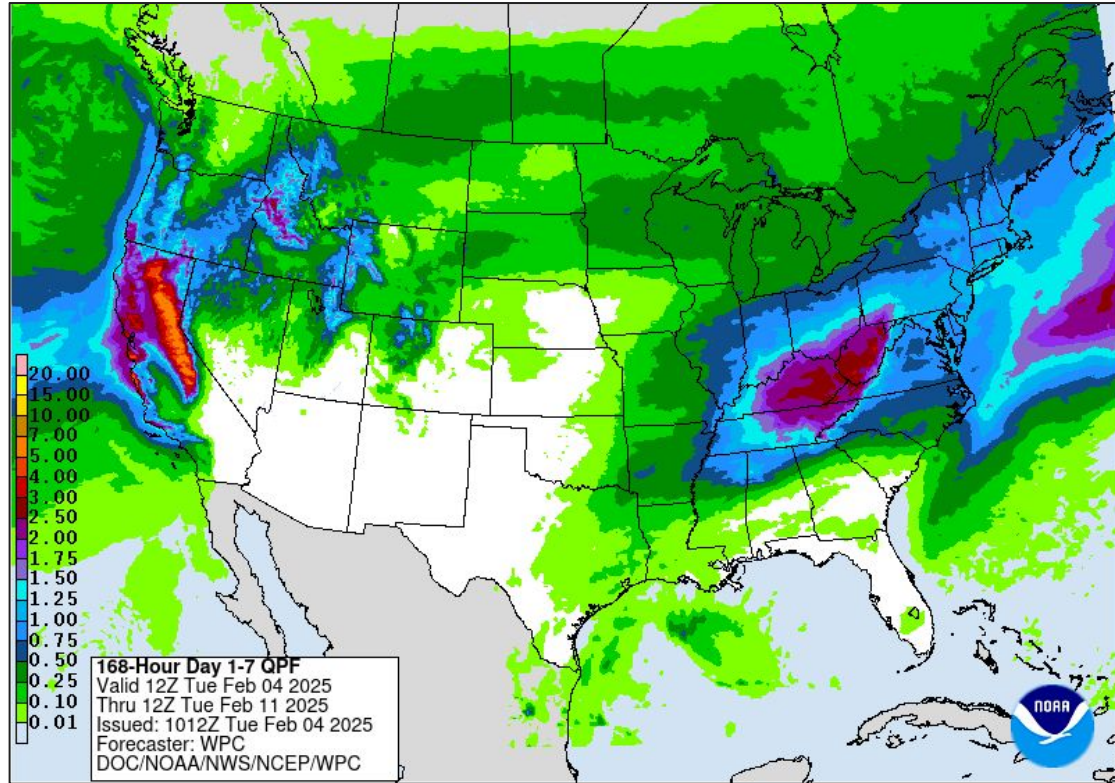 20.00
15.00
10.00
7.00
5.00
4.00
3.00
2.50
2.00
1.75
1.50
1.25
1.00
0.75
0.50
0.25
0.10
0.01
168-Hour Day 1-7 QPF
Valid 12Z Tue Feb 04 2025
Thru 12Z Tue Feb 11 2025
Issued: 1012Z Tue Feb 04 2025
Forecaster: WPC
DOC/NOAA/NWS/NCEP/WPC
NOAA